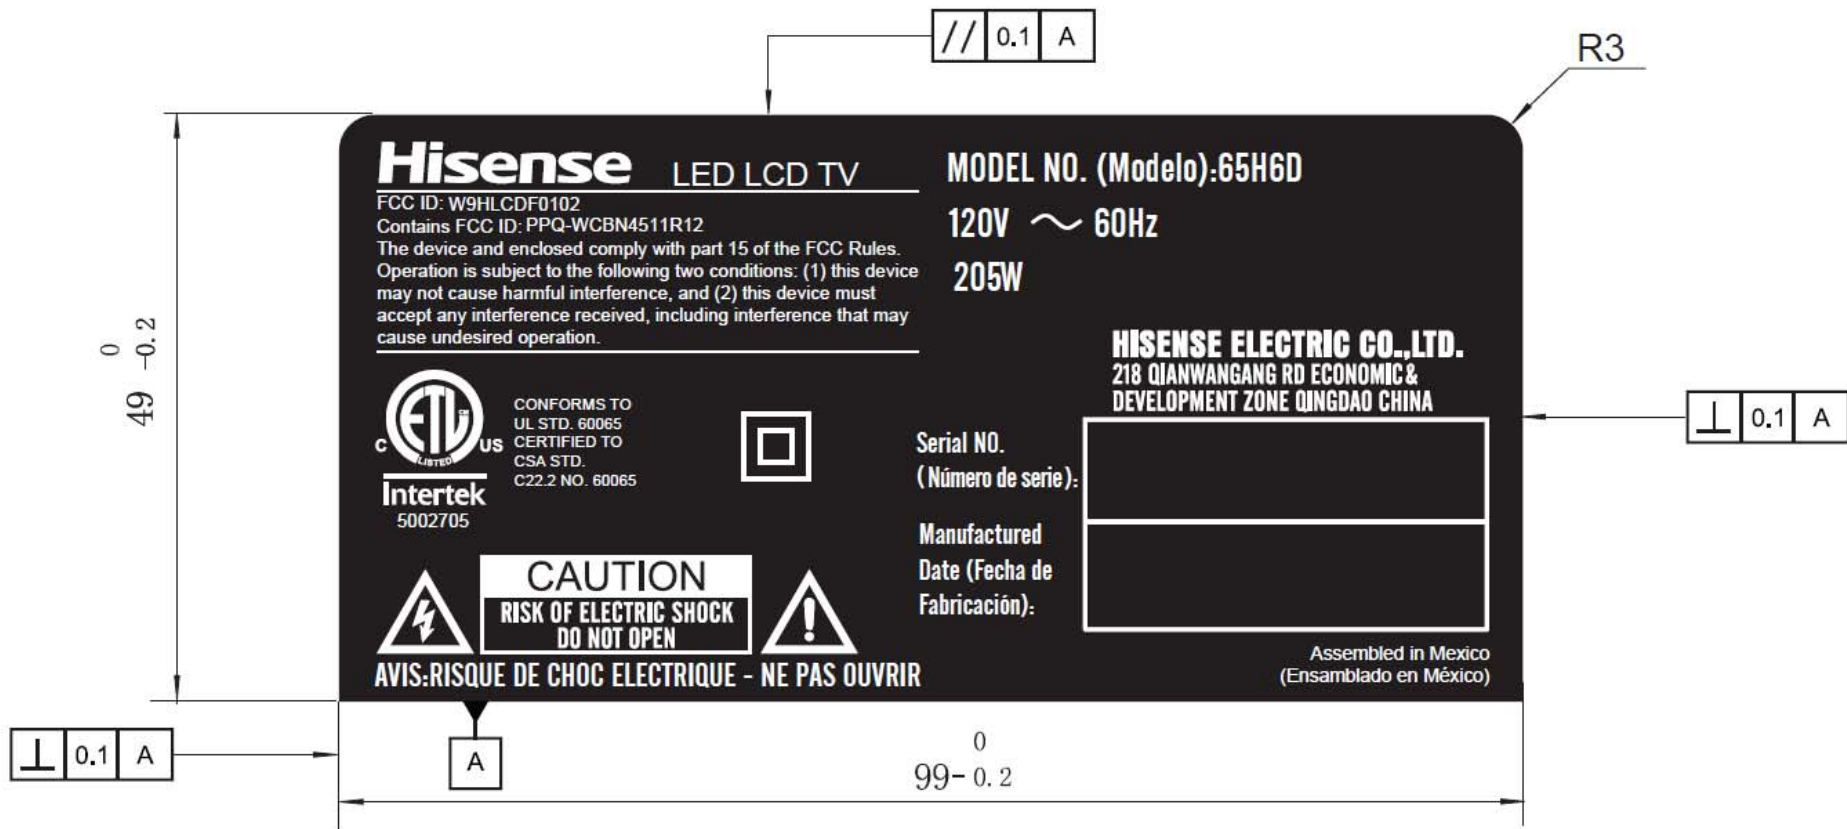 // 0.1 A
R3
Hisense LED LCD TV
FCC ID: W9HLCDF0102
Contains FCC ID: PPQ-WCBN4511R12
The device and enclosed comply with part 15 of the FCC Rules.
Operation is subject to the following two conditions: (1) this device
may not cause harmful interference, and (2) this device must
accept any interference received, including interference that may
cause undesired operation.
MODEL NO. (Modelo):65H6D
120V ～ 60Hz
205W
HISENSE ELECTRIC CO.,LTD.
218 QIANWANGANG RD ECONOMIC&
DEVELOPMENT ZONE QINGDAO CHINA
0
49 -0.2
⊥ 0.1 A
ETL CM
C US
LISTED
Intertek
5002705
CONFORMS TO
UL STD. 60065
CERTIFIED TO
CSA STD.
C22.2 NO. 60065
Serial NO.
(Número de serie):
Manufactured
Date (Fecha de
Fabricación):
CAUTION
RISK OF ELECTRIC SHOCK
DO NOT OPEN
AVIS:RISQUE DE CHOC ELECTRIQUE - NE PAS OUVRIR
Assembled in Mexico
(Ensamblado en México)
⊥ 0.1 A
A
0
99-0.2